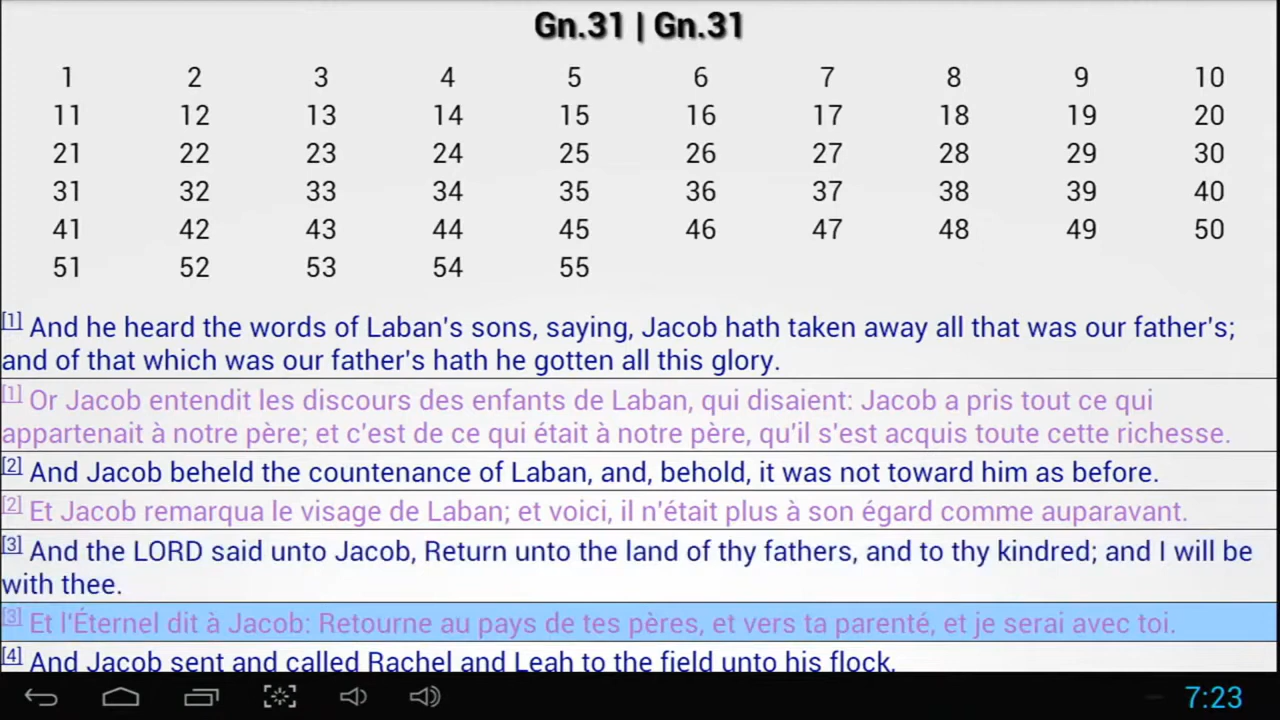 Gn.31 | Gn.31
1 2 3 4 5 6 7 8 9 10
11 12 13 14 15 16 17 18 19 20
21 22 23 24 25 26 27 28 29 30
31 32 33 34 35 36 37 38 39 40
41 42 43 44 45 46 47 48 49 50
51 52 53 54 55
[1] And he heard the words of Laban's sons, saying, Jacob hath taken away all that was our father's;
and of that which was our father's hath he gotten all this glory.
[1] Or Jacob entendit les discours des enfants de Laban, qui disaient: Jacob a pris tout ce qui
appartenait à notre père; et c'est de ce qui était à notre père, qu'il s'est acquis toute cette richesse.
[2] And Jacob beheld the countenance of Laban, and, behold, it was not toward him as before.
[2] Et Jacob remarqua le visage de Laban; et voici, il n'était plus à son égard comme auparavant.
[3] And the LORD said unto Jacob, Return unto the land of thy fathers, and to thy kindred; and I will be
with thee.
[3] Et l'Éternel dit à Jacob: Retourne au pays de tes pères, et vers ta parenté, et je serai avec toi.
[4] And Jacob sent and called Rachel and Leah to the field unto his flock,
7:23